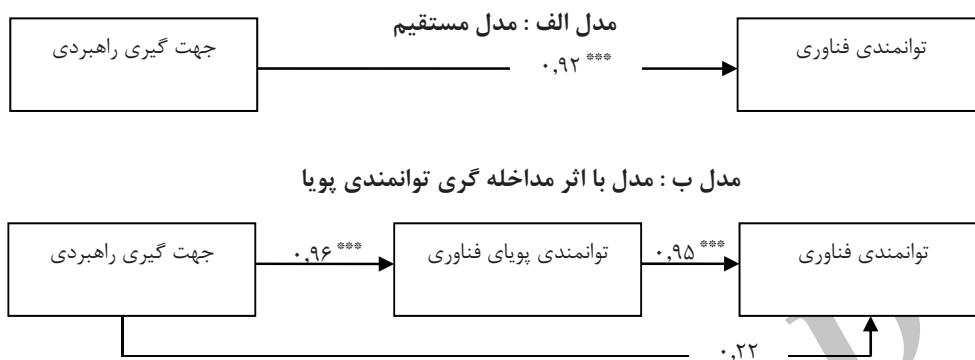 مدل الف : مدل مستقیم
جهت گیری راهبردی
۰,۹۲ ***
توانمندی فناوری
مدل ب : مدل با اثر مداخله گری توانمندی پویا
جهت گیری راهبردی
۰,۹۶ ***
توانمندی پویای فناوری
۰,۹۵ ***
توانمندی فناوری
۰,۲۲